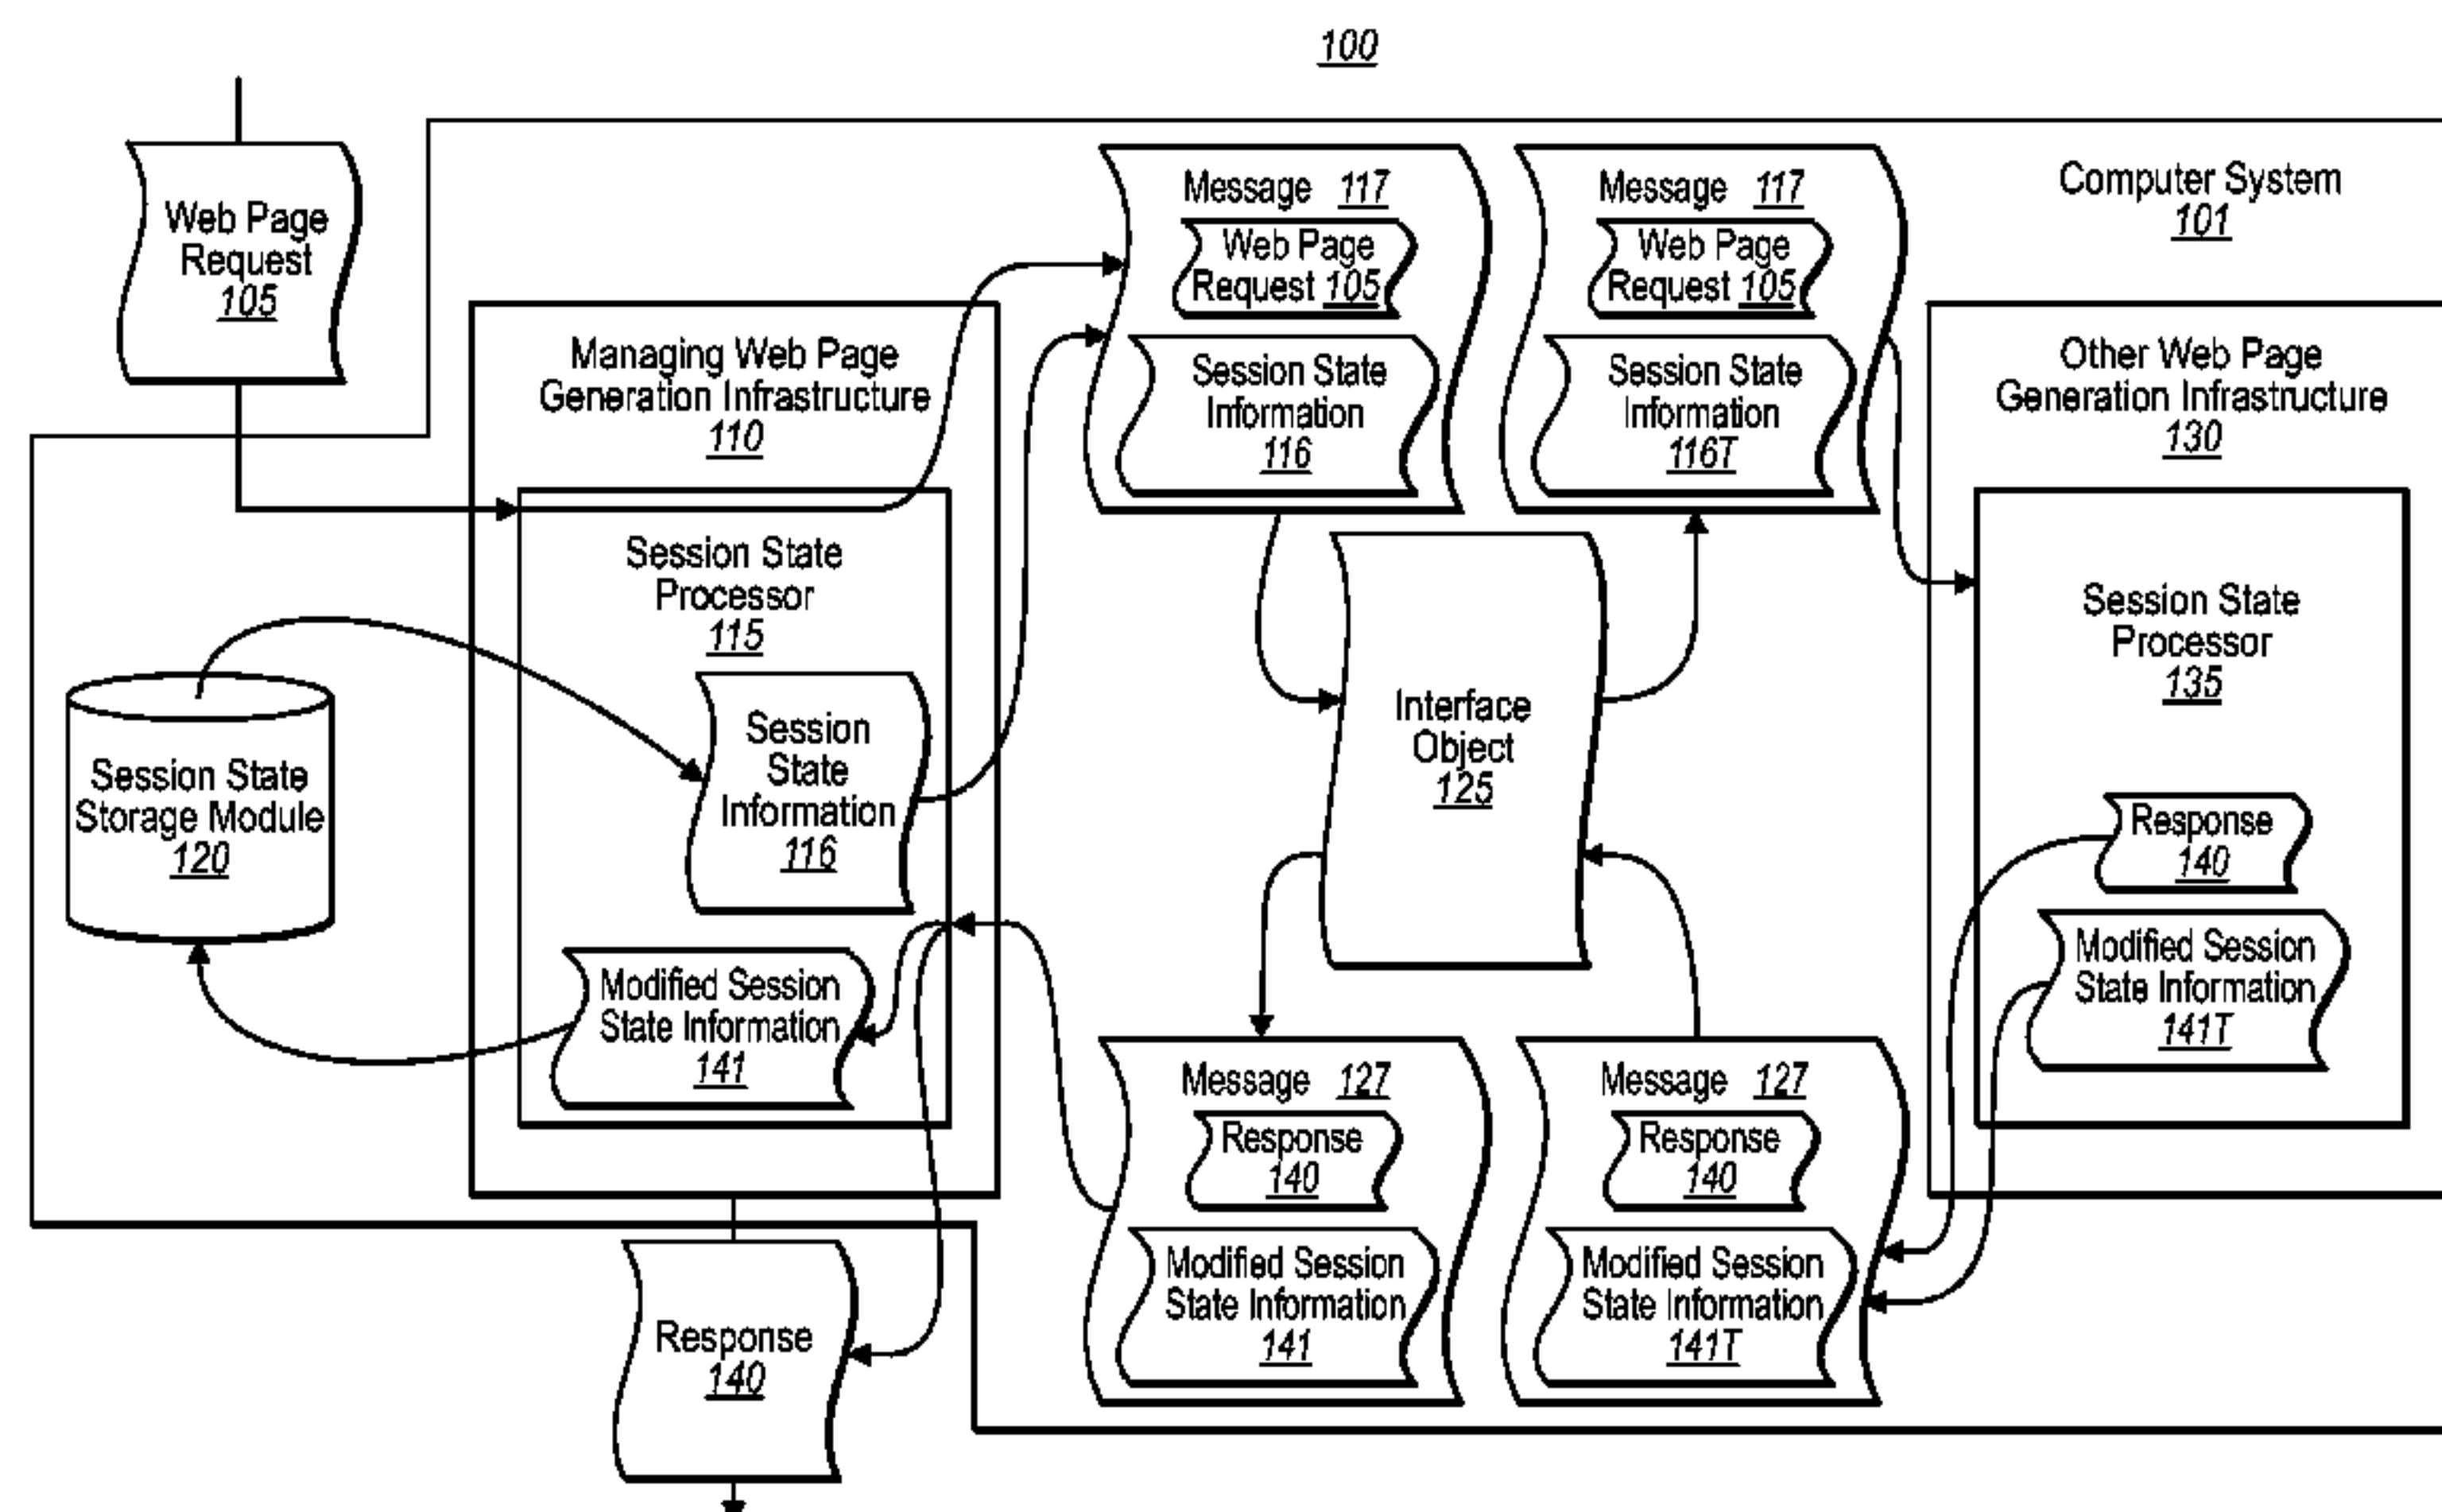 100
Web Page
Request
105
Computer System
101
Managing Web Page
Generation Infrastructure
110
Session State
Processor
115
Session
State
Information
116
Modified Session
State Information
141
Session State
Storage Module
120
Message 117
Web Page
Request 105
Session State
Information
116
Message 117
Web Page
Request 105
Session State
Information
116T
Interface
Object
125
Other Web Page
Generation Infrastructure
130
Session State
Processor
135
Response
140
Modified Session
State Information
141T
Message 127
Response
140
Modified Session
State Information
141
Message 127
Response
140
Modified Session
State Information
141T
Response
140